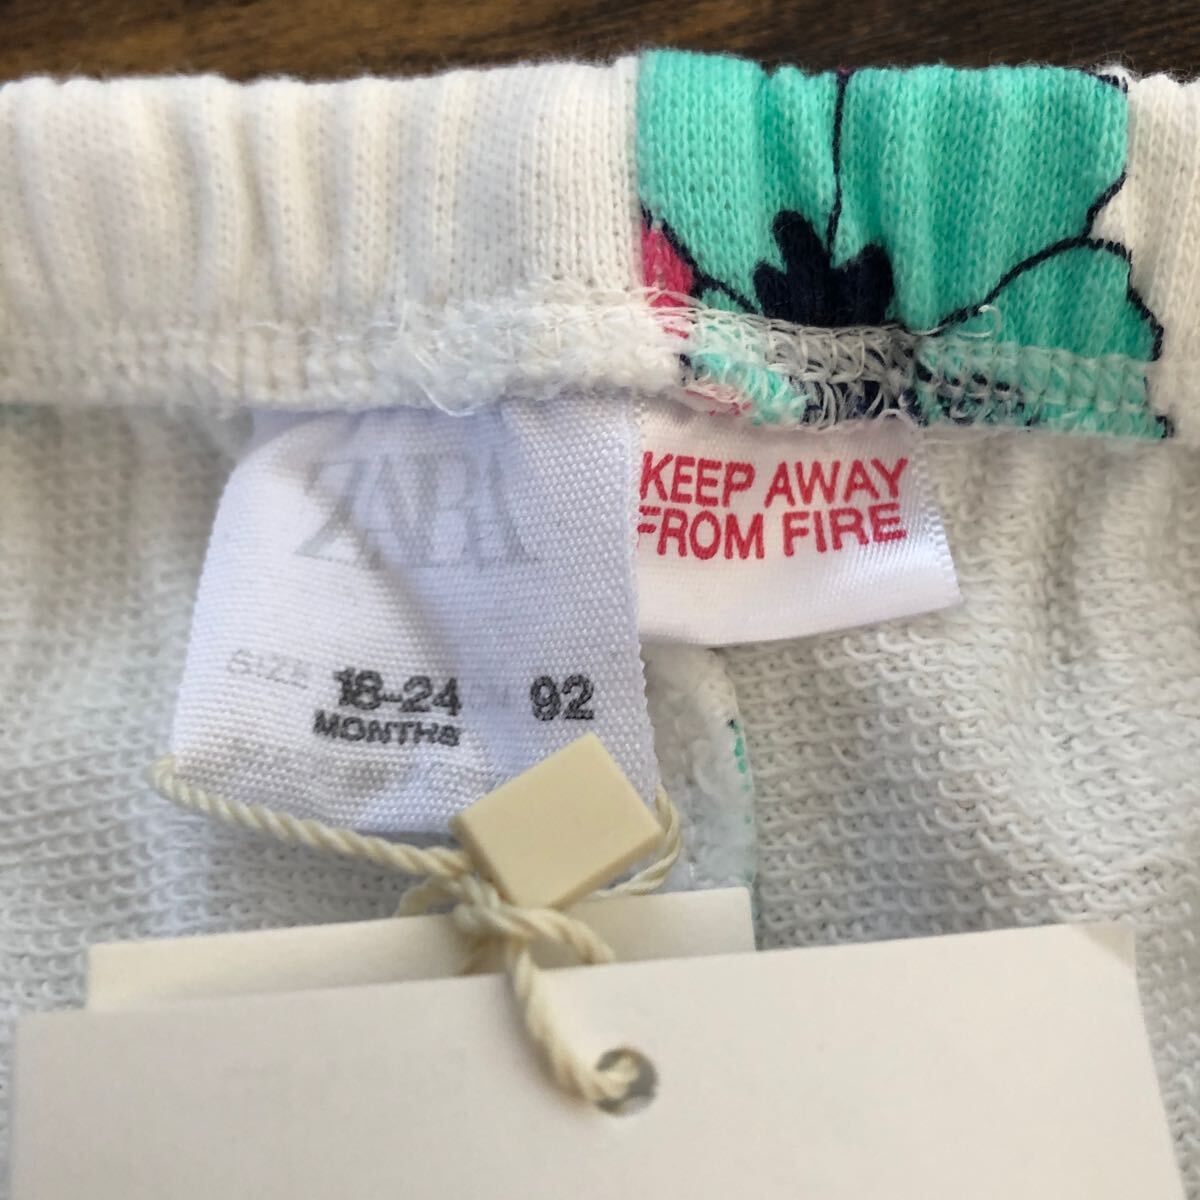 ZARA
KEEP AWAY
FROM FIRE
SIZE 18-24 92
MONTHS